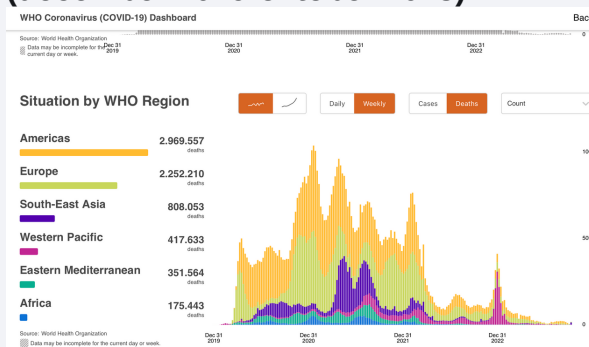 WHO Coronavirus (COVID-19) Dashboard
Bac
Source: World Health Organization
Data may be incomplete for the
current day or week.
Dec 31
2019
Dec 31
2020
Dec 31
2021
Dec 31
2022
0
Situation by WHO Region
Daily
Weekly
Cases
Deaths
Count
Americas
2.969.557
deaths
Europe
2.252.210
deaths
South-East Asia
808.053
deaths
Western Pacific
417.633
deaths
Eastern Mediterranean
351.564
deaths
Africa
175.443
deaths
10
50
0
Source: World Health Organization
Data may be incomplete for the current day or week.
Dec 31
2019
Dec 31
2020
Dec 31
2021
Dec 31
2022